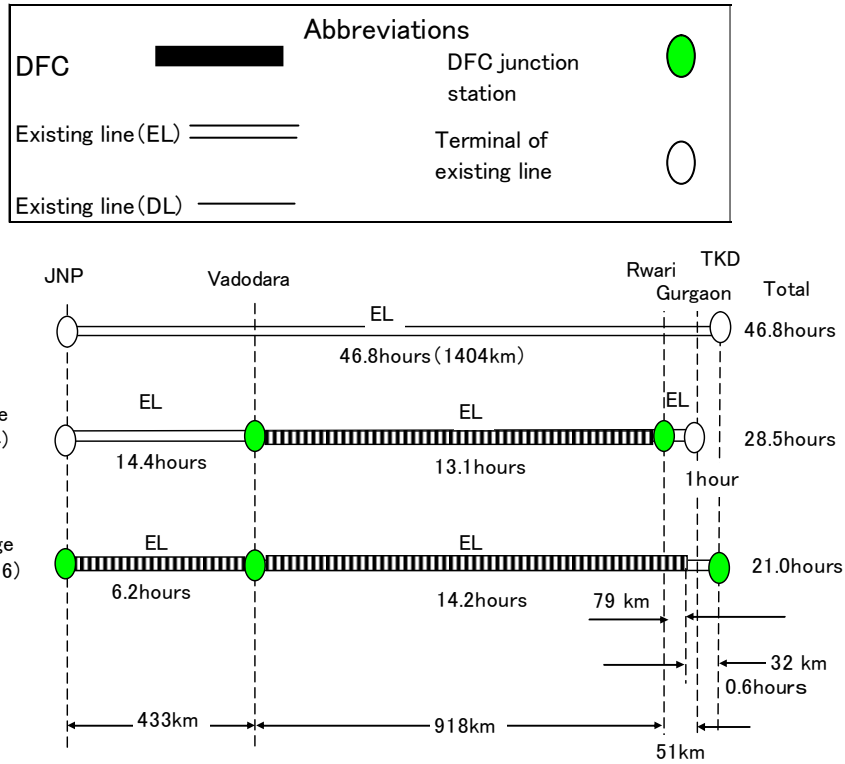 Abbreviations
DFC
DFC junction
station
Existing line(EL)
Terminal of
existing line
Existing line(DL)
JNP
Vadodara
Rwari
TKD
Gurgaon
Total
EL
46.8hours
46.8hours(1404km)
EL
EL
EL
14.4hours
13.1hours
28.5hours
1hour
EL
EL
21.0hours
6.2hours
14.2hours
79 km
32 km
0.6hours
433km
918km
51km